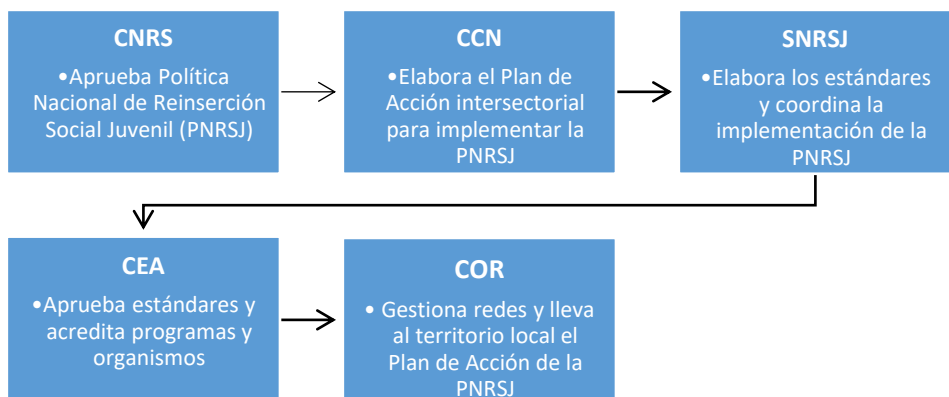 CNRS
•Aprueba Política
Nacional de Reinserción
Social Juvenil (PNRSJ)
CCN
•Elabora el Plan de
Acción intersectorial
para implementar la
PNRSJ
SNRSJ
•Elabora los estándares
y coordina la
implementación de la
PNRSJ
CEA
•Aprueba estándares y
acredita programas y
organismos
COR
• Gestiona redes y lleva
al territorio local el
Plan de Acción de la
PNRSJ